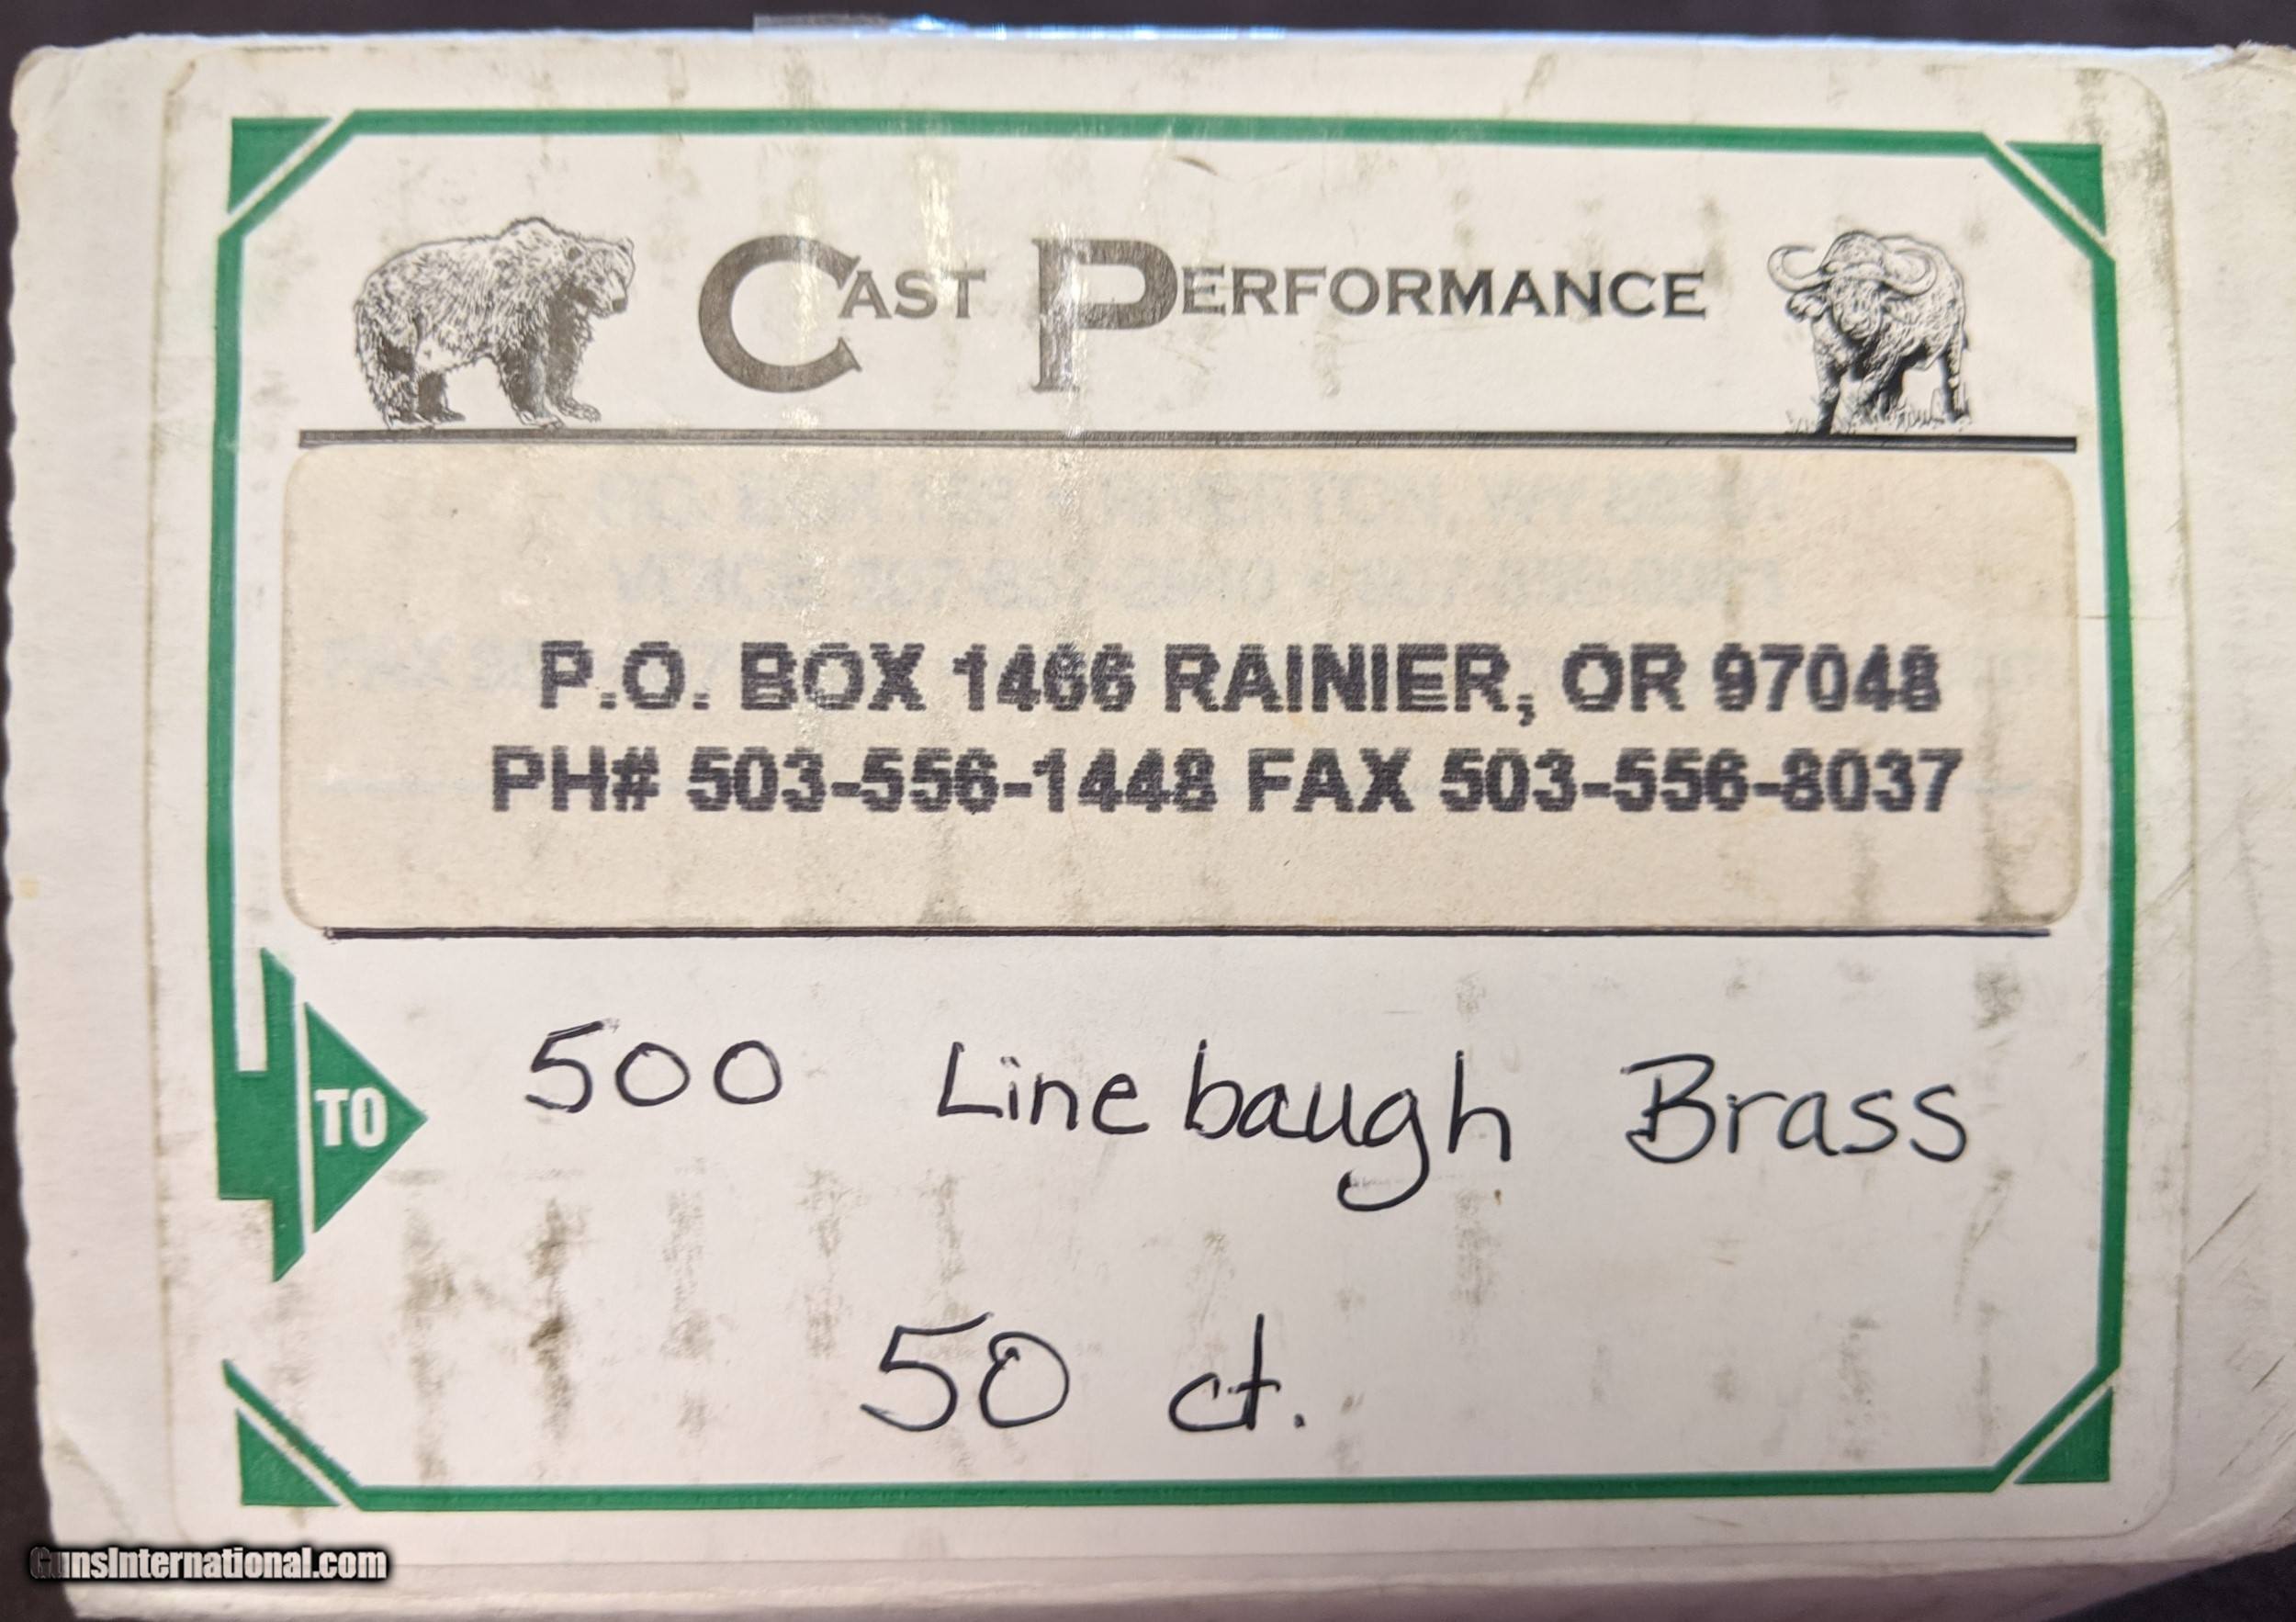 CAST PERFORMANCE
P.O. BOX 1466 RAINIER, OR 97048
PH# 503-556-1448 FAX 503-556-8037
TO
500 Linebaugh Brass
50 ct.
GunsInternational.com